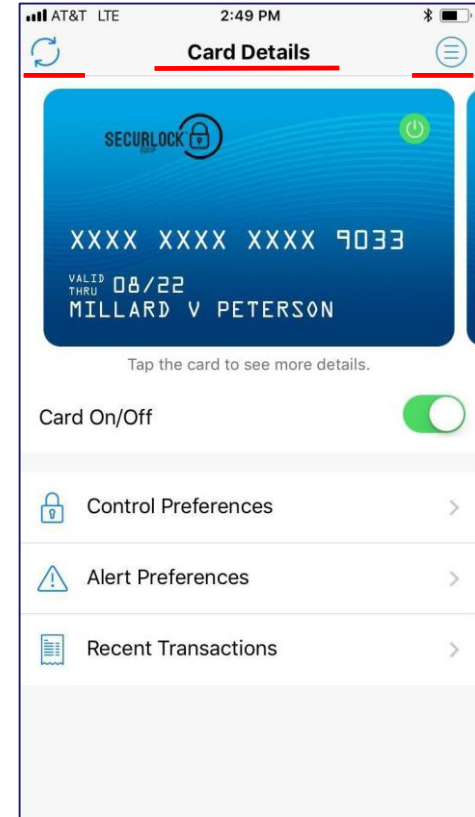 AT&T LTE 2:49 PM
Card Details
SECURLOCK
XXXX XXXX XXXX 9033
VALID THRU 08/22
MILLARD V PETERSON
Tap the card to see more details.
Card On/Off
Control Preferences
Alert Preferences
Recent Transactions